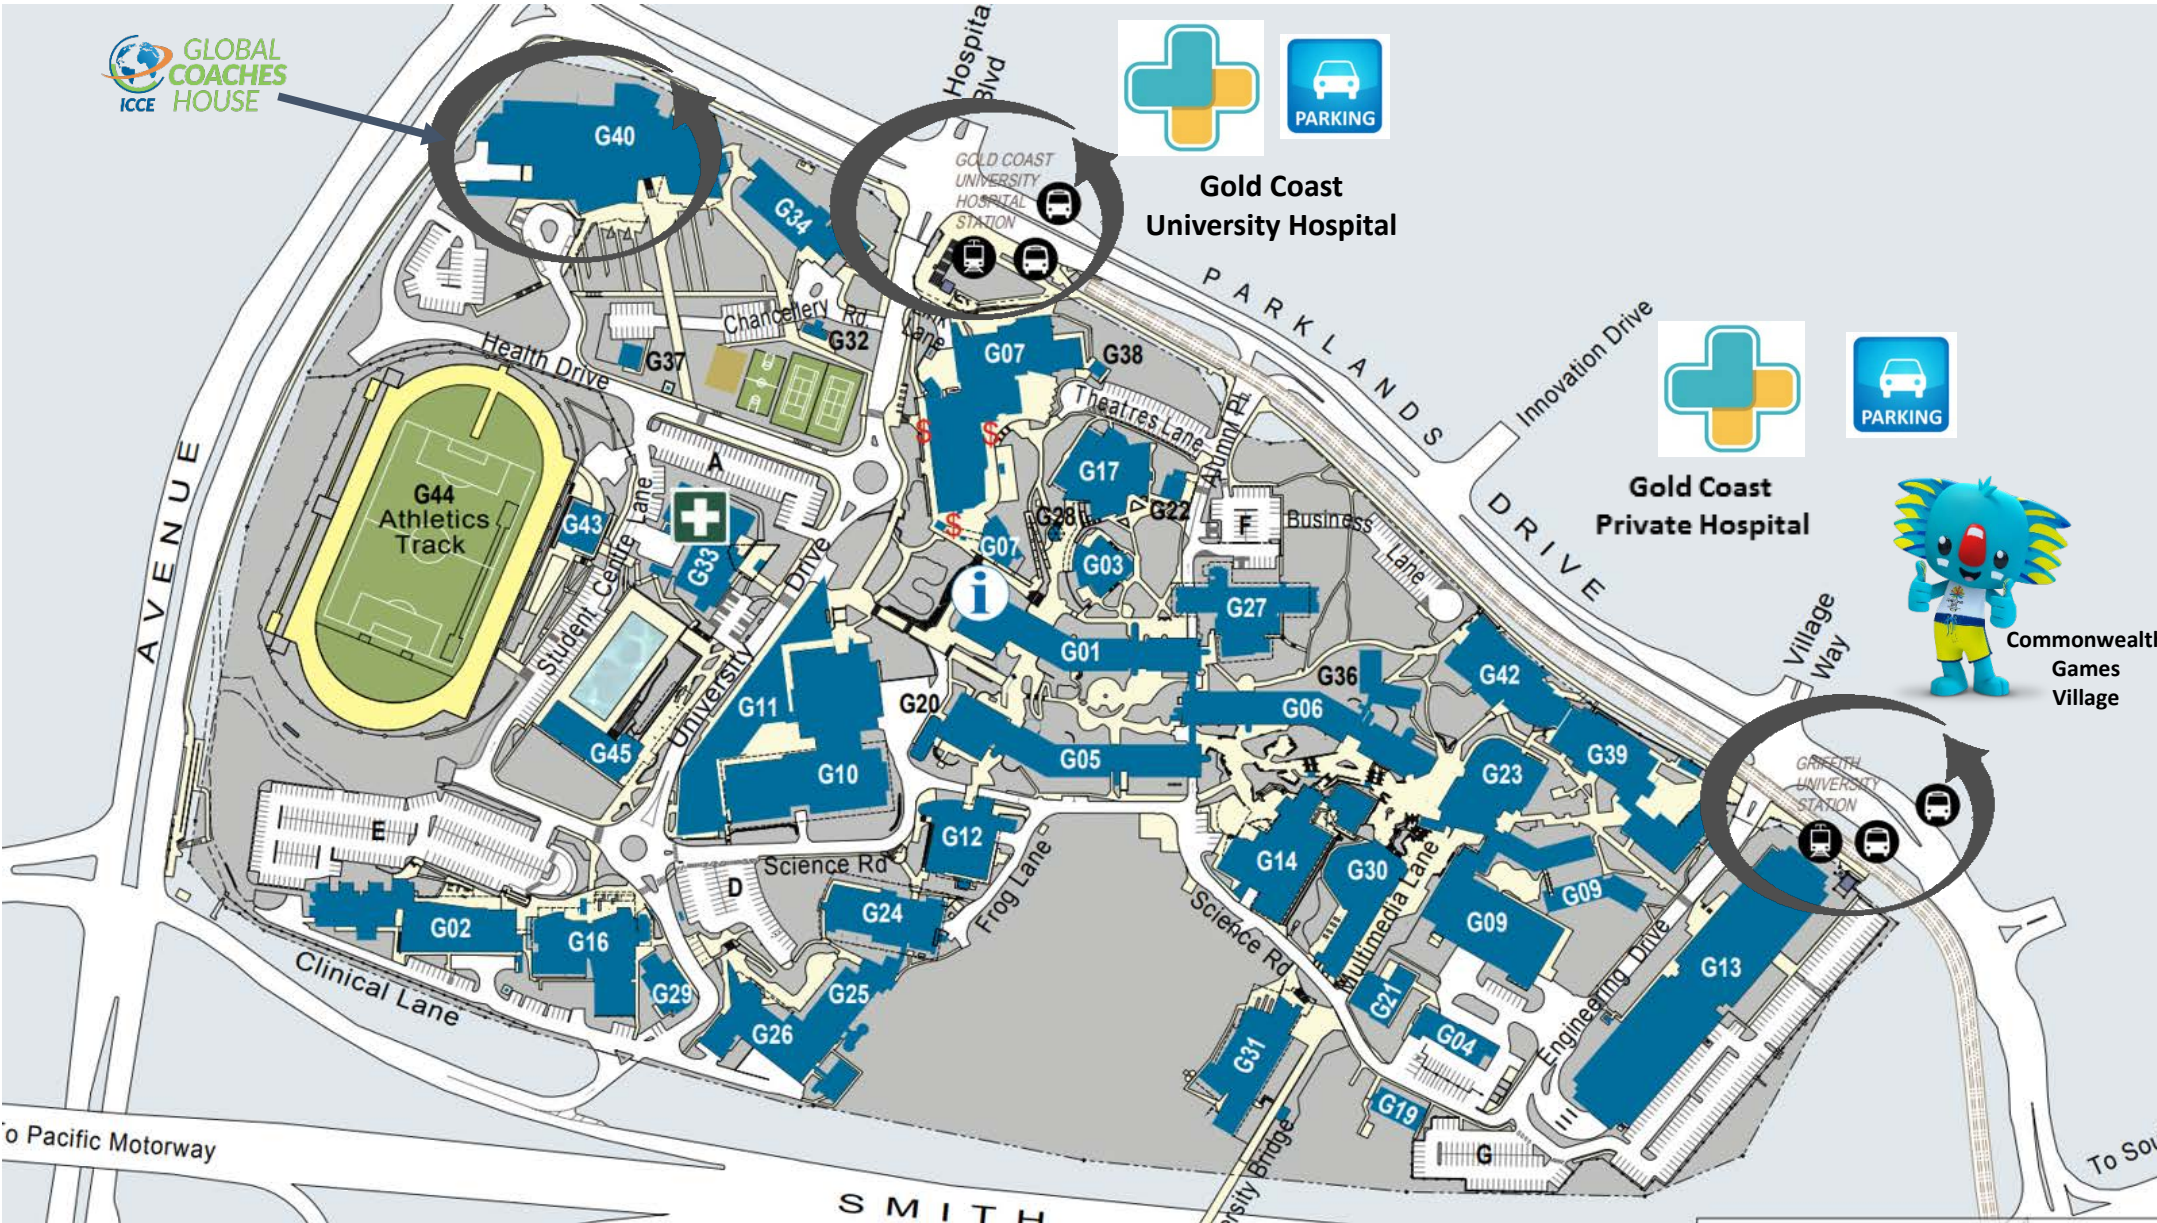 GLOBAL
COACHES
HOUSE
ICCE
G40
Hospital
Blvd
GOLD COAST
UNIVERSITY
HOSPITAL
STATION
PARKING
Gold Coast
University Hospital
G34
PARKLANDS
DRIVE
Innovation Drive
PARKING
Gold Coast
Private Hospital
Village
Way
Commonwealth
Games
Village
GRIFFITH
UNIVERSITY
STATION
Chancellery Rd
G32
Lane
G37
Health Drive
G07
G38
Theatres Lane
Alumni Pl
$
$
$
A
G17
G22
G28
G07
G03
F
Business
Lane
AVENUE
G44
Athletics
Track
G43
Student Centre Lane
G33
University Drive
i
G01
G27
G36
G42
G06
G11
G20
G05
G10
G45
G39
G23
E
G12
Science Rd
D
Frog Lane
G14
G30
Multimedia Lane
G09
G09
G02
G16
G24
G25
G29
G26
Clinical Lane
Science Rd
G21
G04
Engineering Drive
G13
G31
G19
G
To Pacific Motorway
SMITH
To Sou